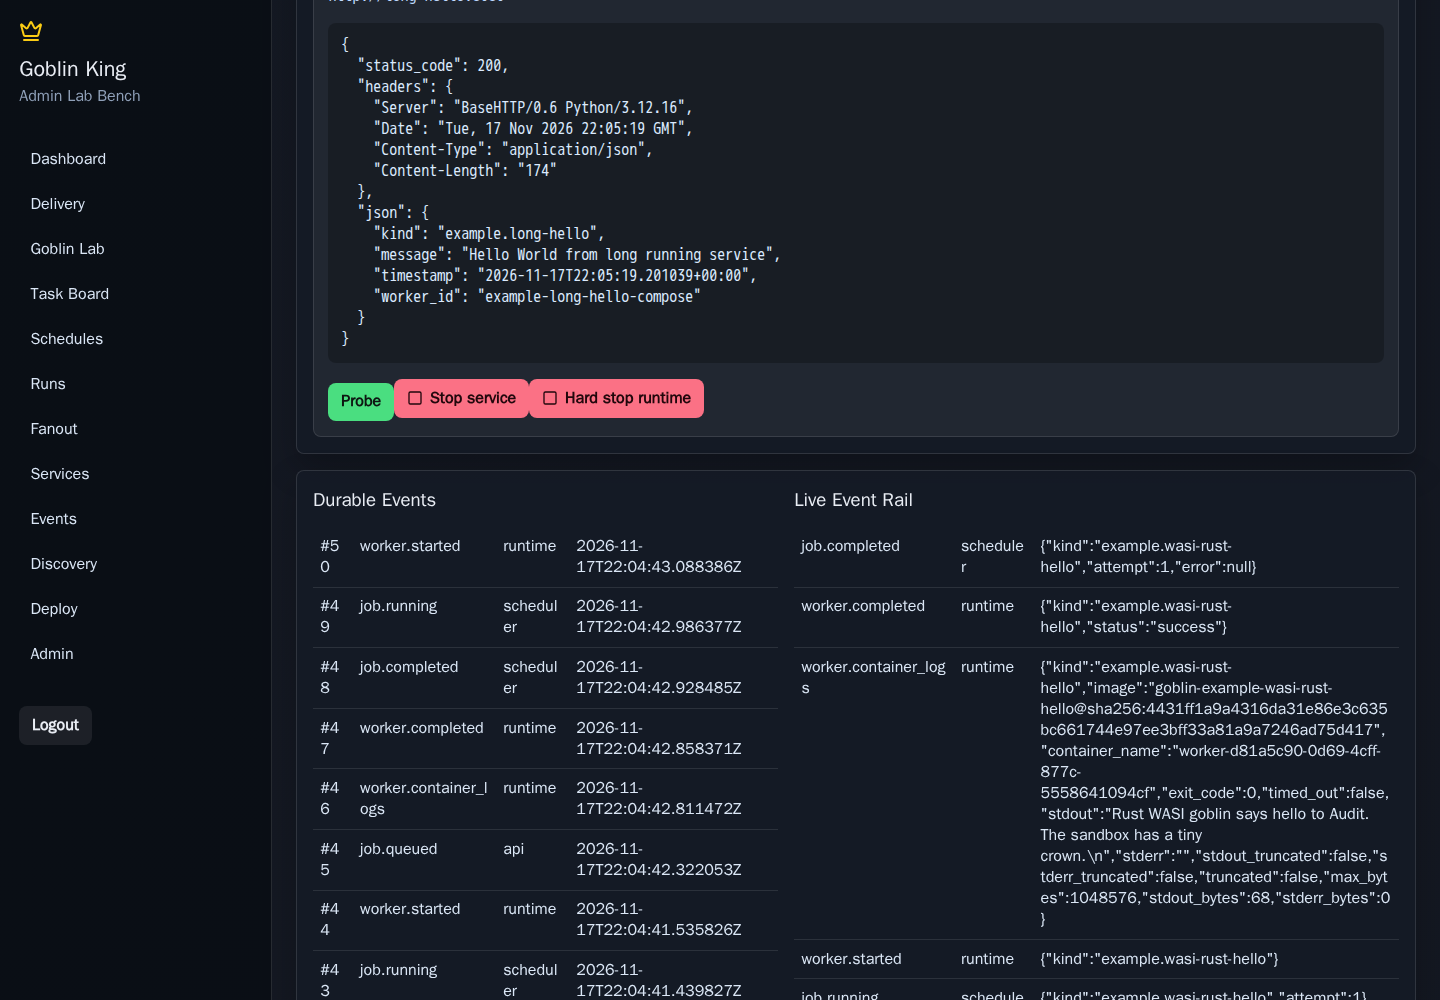 Goblin King
Admin Lab Bench
Dashboard
Delivery
Goblin Lab
Task Board
Schedules
Runs
Fanout
Services
Events
Discovery
Deploy
Admin
Logout
{
"status_code": 200,
"headers": {
"Server": "BaseHTTP/0.6 Python/3.12.16",
"Date": "Tue, 17 Nov 2026 22:05:19 GMT",
"Content-Type": "application/json",
"Content-Length": "174"
},
"json": {
"kind": "example.long-hello",
"message": "Hello World from long running service",
"timestamp": "2026-11-17T22:05:19.201039+00:00",
"worker_id": "example-long-hello-compose"
}
}
Probe
Stop service
Hard stop runtime
Durable Events
#5 worker.started runtime 2026-11-
0 17T22:04:43.088386Z
#4 job.running schedul 2026-11-
9 er 17T22:04:42.986377Z
#4 job.completed schedul 2026-11-
8 er 17T22:04:42.928485Z
#4 worker.completed runtime 2026-11-
7 17T22:04:42.858371Z
#4 worker.container_l runtime 2026-11-
6 ogs 17T22:04:42.811472Z
#4 job.queued api 2026-11-
5 17T22:04:42.322053Z
#4 worker.started runtime 2026-11-
4 17T22:04:41.535826Z
#4 job.running schedul 2026-11-
3 er 17T22:04:41.439827Z
Live Event Rail
job.completed schedule {"kind":"example.wasi-rust-
r hello","attempt":1,"error":null}
worker.completed runtime {"kind":"example.wasi-rust-
hello","status":"success"}
worker.container_log runtime {"kind":"example.wasi-rust-
s hello","image":"goblin-example-wasi-rust-
hello@sha256:4431ff1a9a4316da31e86e3c635
bc661744e97ee3bff33a81a9a7246ad75d417",
"container_name":"worker-d81a5c90-0d69-4cff-
877c-
5558641094cf","exit_code":0,"timed_out":false,
"stdout":"Rust WASI goblin says hello to Audit.
The sandbox has a tiny
crown.\n","stderr":"","stdout_truncated":false,"s
tderr_truncated":false,"truncated":false,"max_byt
es":1048576,"stdout_bytes":68,"stderr_bytes":0
}
worker.started runtime {"kind":"example.wasi-rust-hello"}
job.running schedule {"kind":"example.wasi-rust-hello","attempt":1}